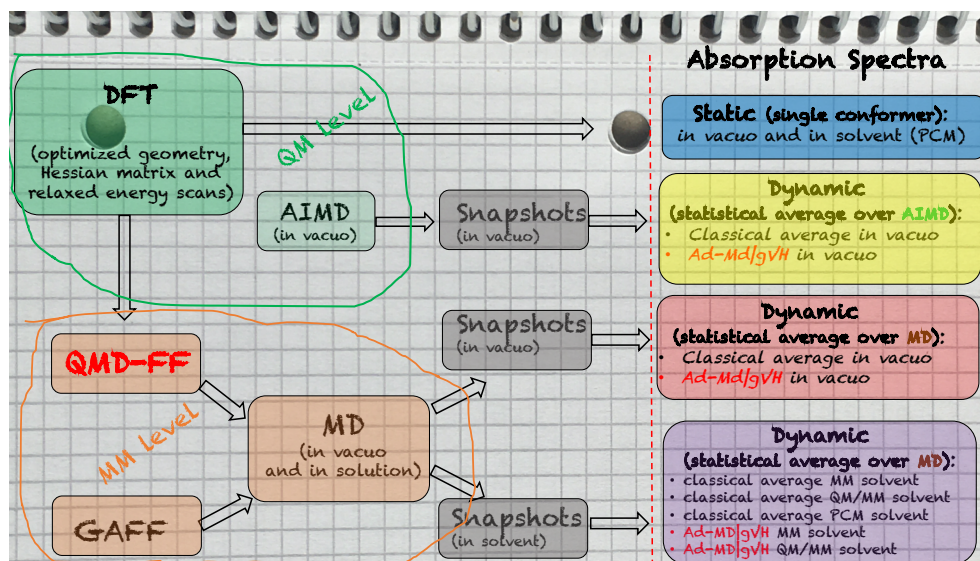 Absorption Spectra
DFT
(optimized geometry,
Hessian matrix and
relaxed energy scans)
QM Level
Static (single conformer):
in vacuo and in solvent (PCM)
AIMD
(in vacuo)
Snapshots
(in vacuo)
Dynamic
(statistical average over AIMD):
• Classical average in vacuo
• Ad-Md|gVH in vacuo
QMD-FF
MM Level
GAFF
MD
(in vacuo
and in solution)
Snapshots
(in vacuo)
Dynamic
(statistical average over MD):
• Classical average in vacuo
• Ad-Md|gVH in vacuo
Snapshots
(in solvent)
Dynamic
(statistical average over MD):
• classical average MM solvent
• classical average QM/MM solvent
• classical average PCM solvent
• Ad-MD|gVH MM solvent
• Ad-MD|gVH QM/MM solvent